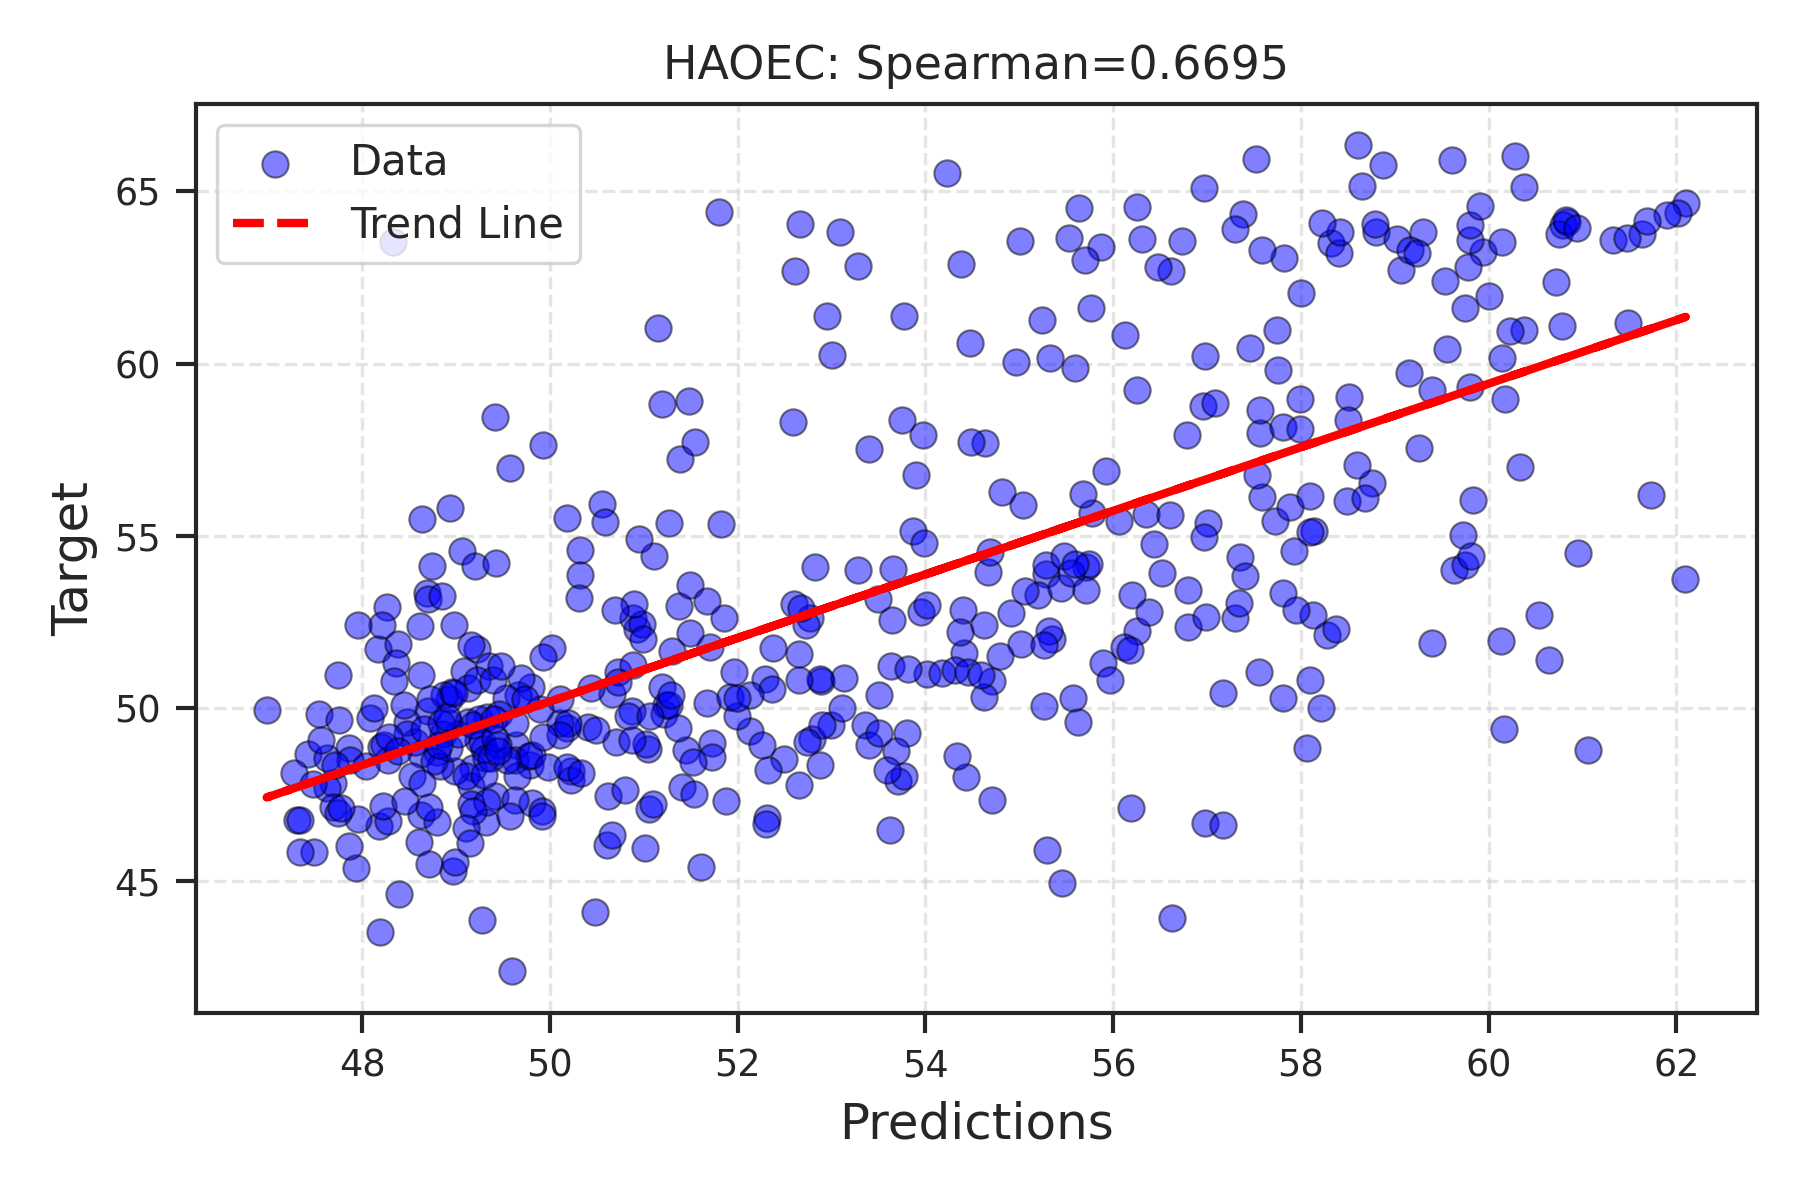 HAOEC: Spearman=0.6695
Data
Trend Line
65
60
55
50
45
Target
48 50 52 54 56 58 60 62
Predictions